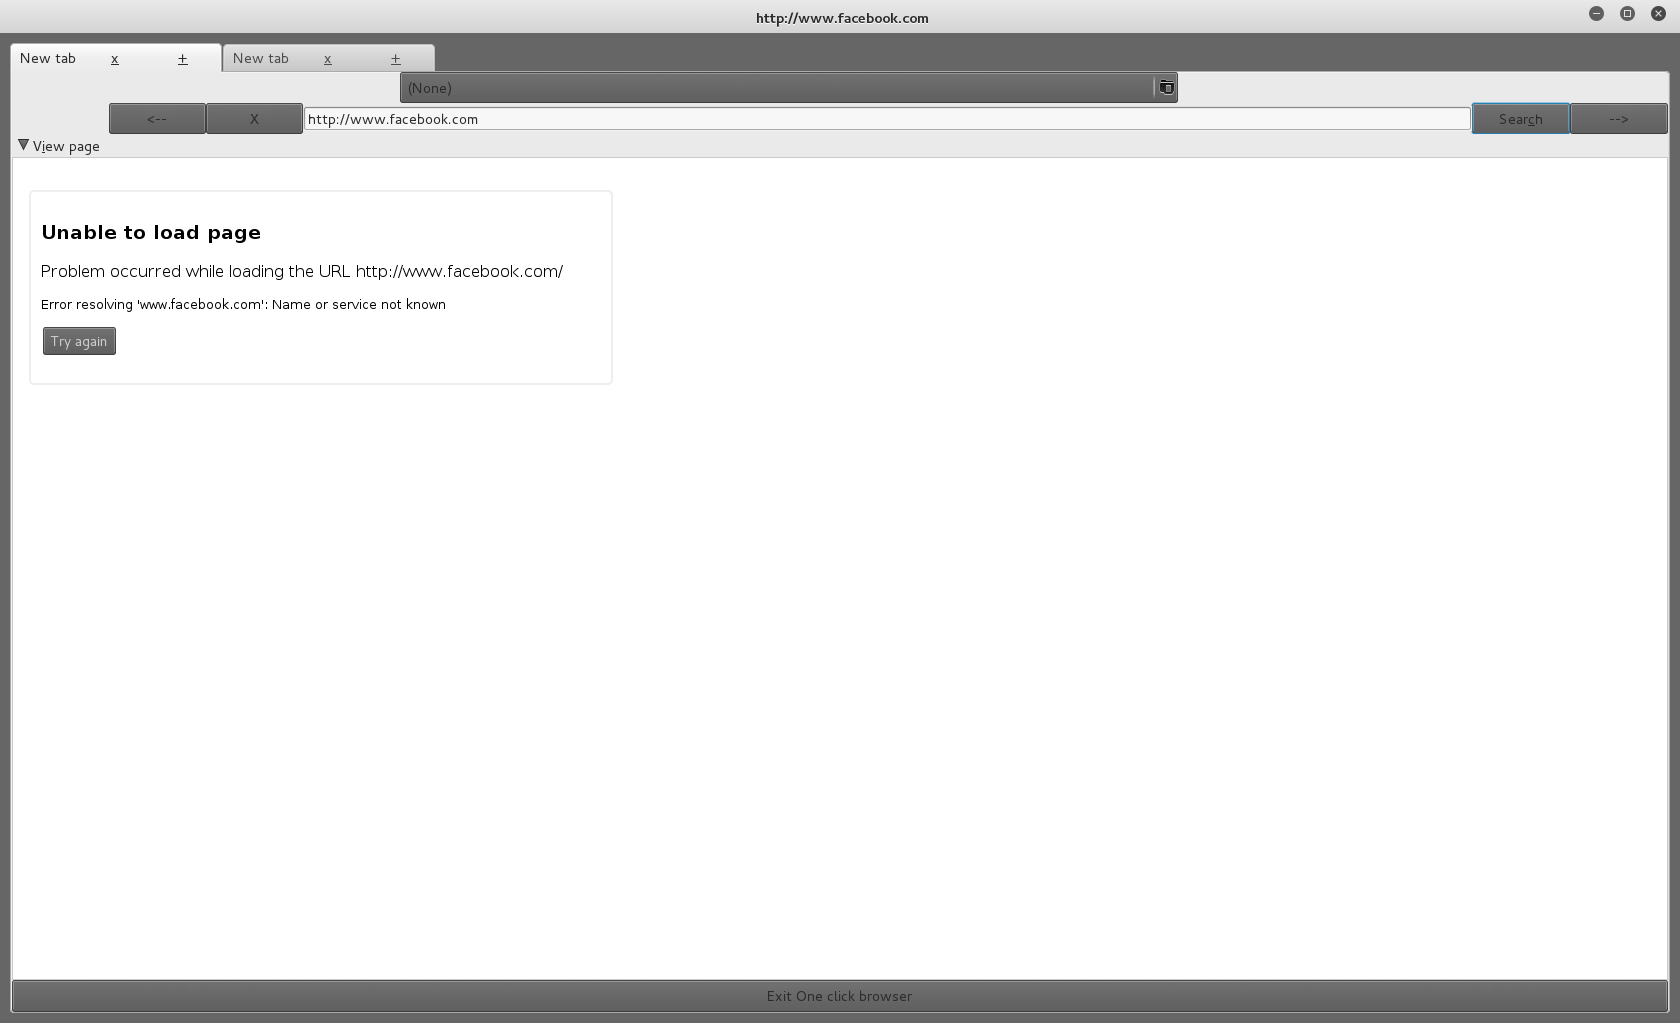 http://www.facebook.com
New tab x + New tab x +
(None)
<-- X http://www.facebook.com Search -->
View page
Unable to load page
Problem occurred while loading the URL http://www.facebook.com/
Error resolving 'www.facebook.com': Name or service not known
Try again
Exit One click browser